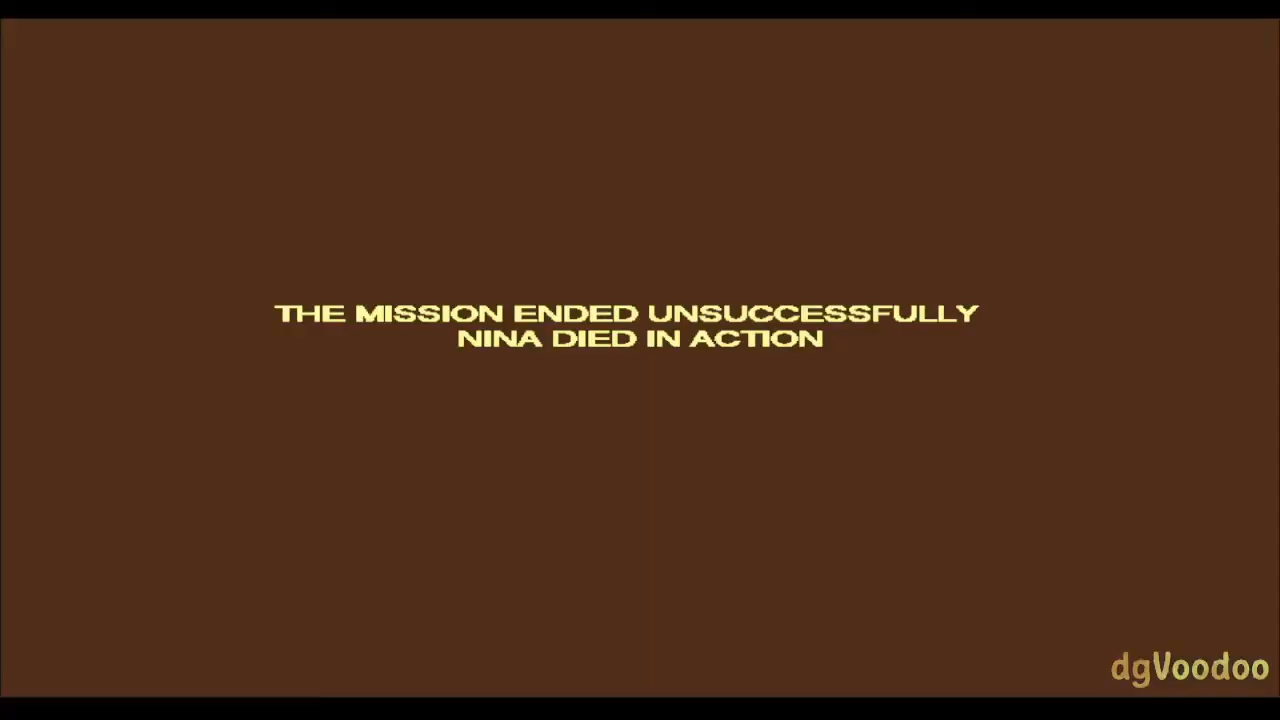 THE MISSION ENDED UNSUCCESSFULLY
NINA DIED IN ACTION
dgVoodoo